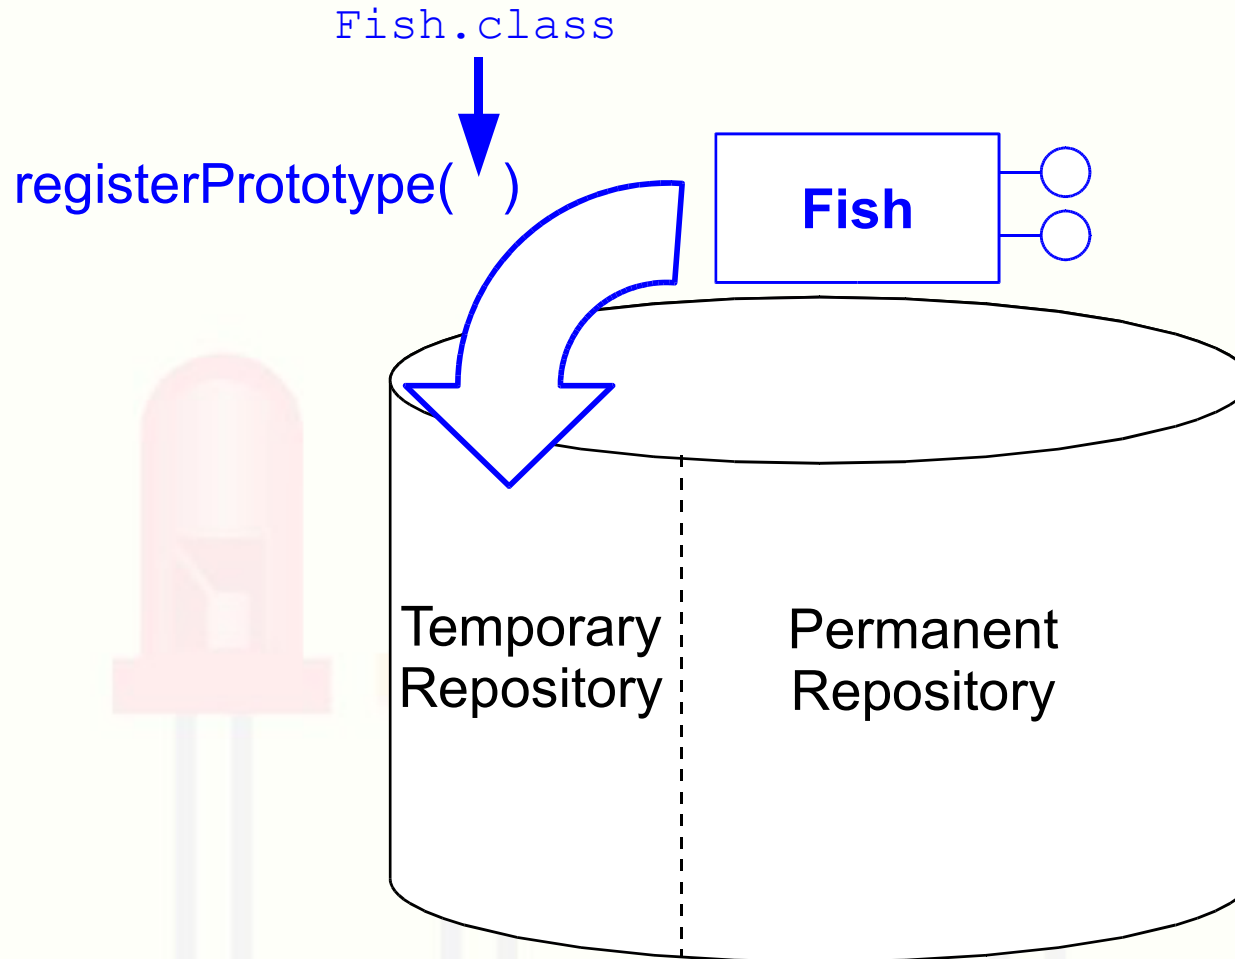 Fish.class
registerPrototype( )
Fish
Temporary
Repository
Permanent
Repository